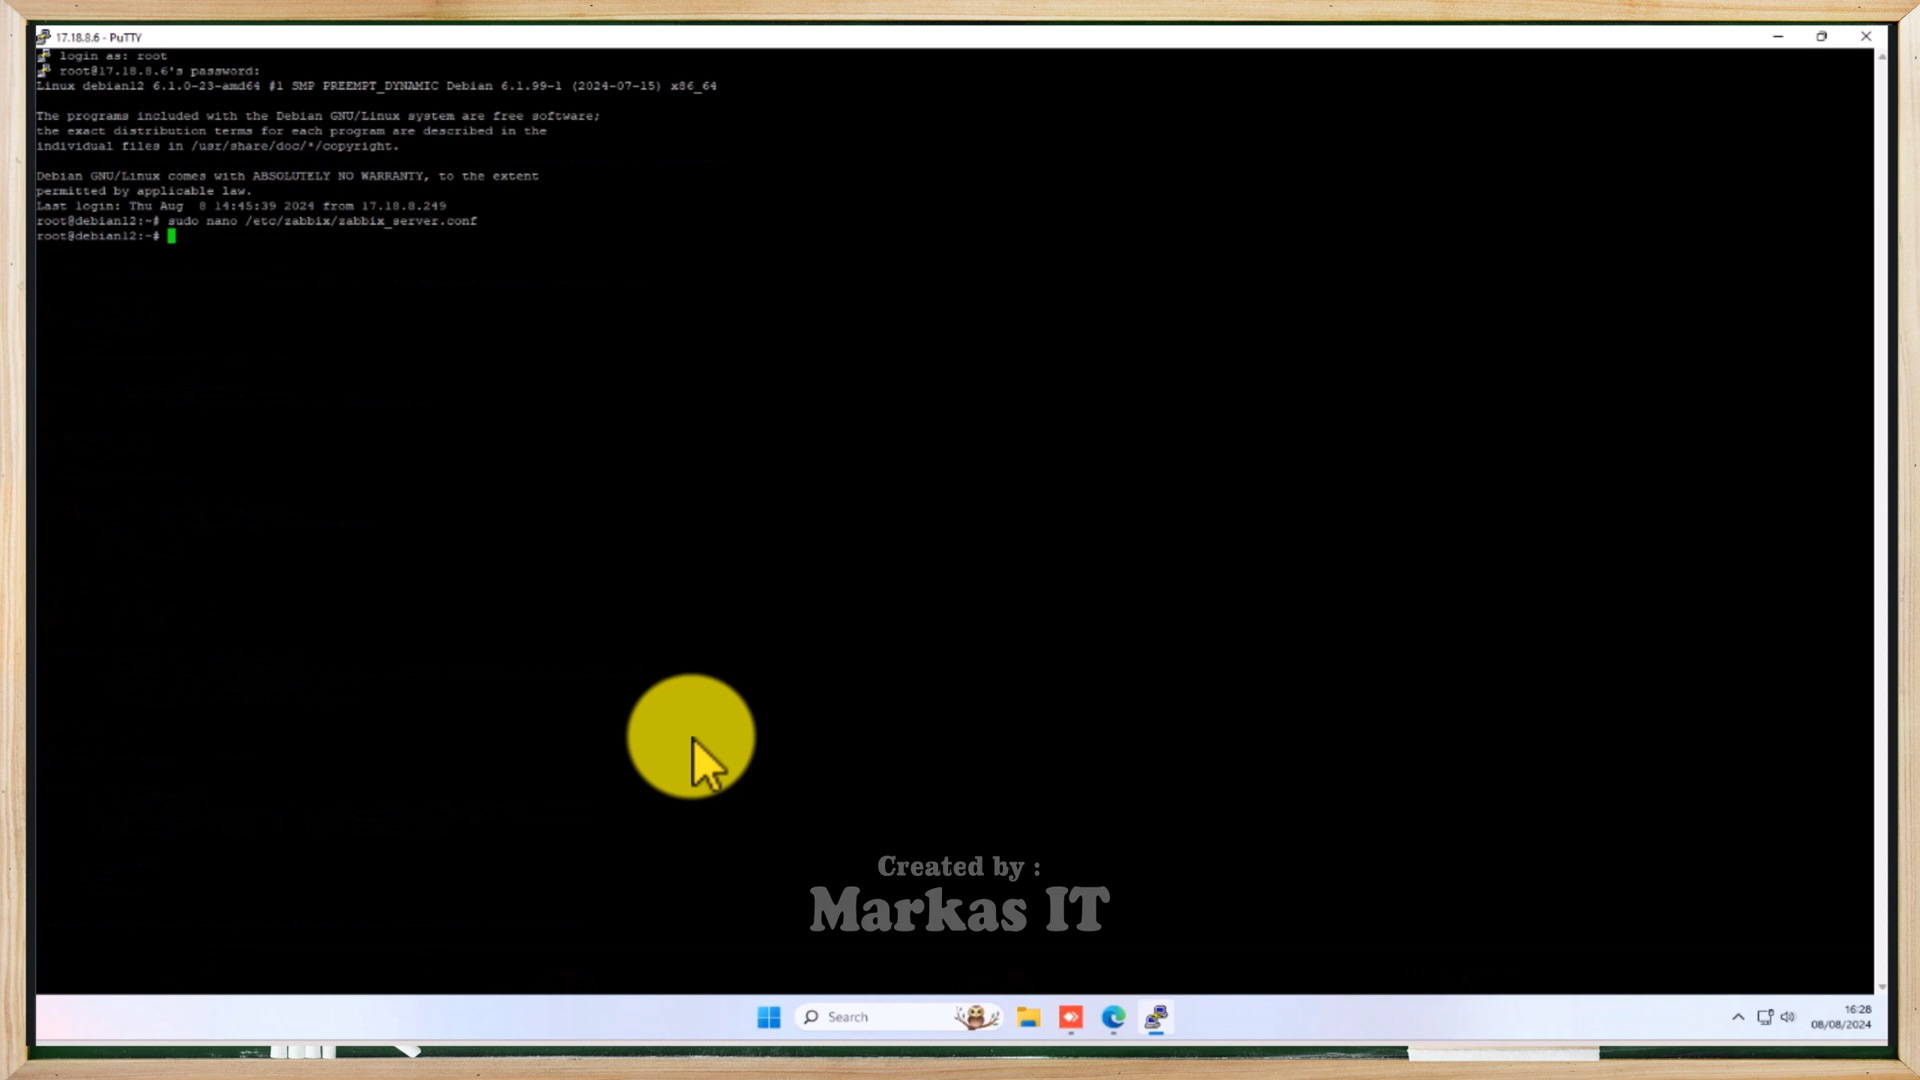 17.18.8.6 - PuTTY
login as: root
root@17.18.8.6's password:
Linux debian12 6.1.0-23-amd64 #1 SMP PREEMPT_DYNAMIC Debian 6.1.99-1 (2024-07-15) x86_64
The programs included with the Debian GNU/Linux system are free software;
the exact distribution terms for each program are described in the
individual files in /usr/share/doc/*/copyright.
Debian GNU/Linux comes with ABSOLUTELY NO WARRANTY, to the extent
permitted by applicable law.
Last login: Thu Aug  8 14:45:39 2024 from 17.18.8.249
root@debian12:~# sudo nano /etc/zabbix/zabbix_server.conf
root@debian12:~#
Created by :
Markas IT
Search
16:28
08/08/2024